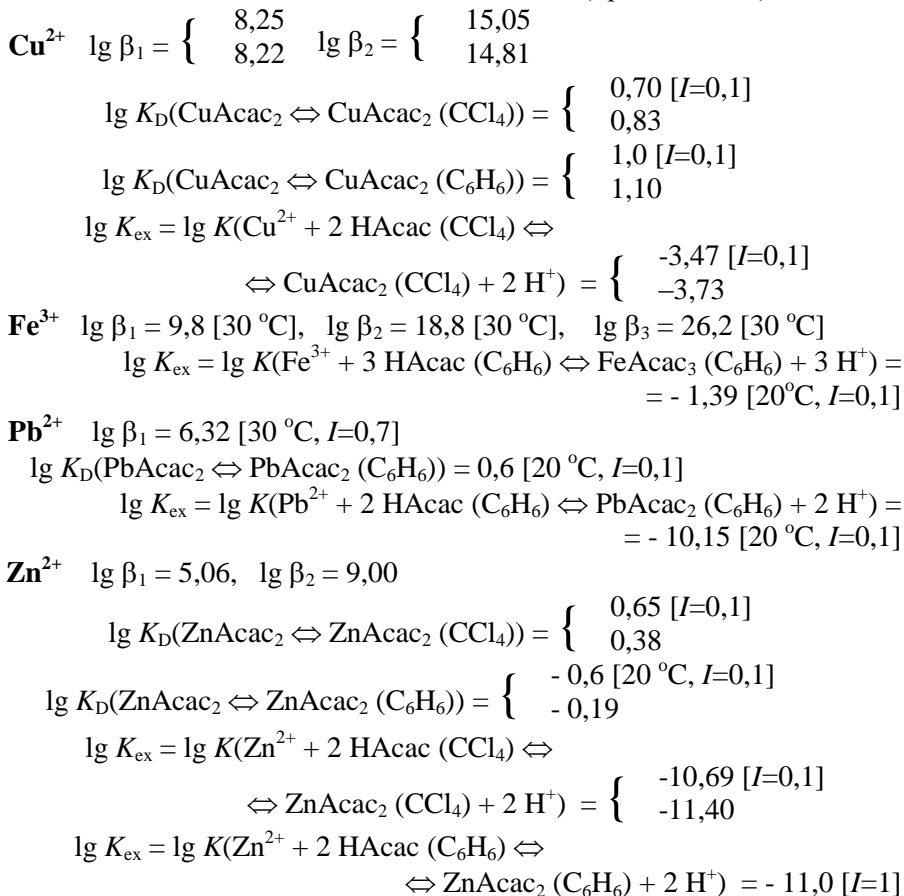 Cu²⁺ lg β₁ = { 8,25 8,22 lg β₂ = { 15,05 14,81
lg K_D(CuAcac₂ ⇔ CuAcac₂ (CCl₄)) = { 0,70 [I=0,1] 0,83
lg K_D(CuAcac₂ ⇔ CuAcac₂ (C₆H₆)) = { 1,0 [I=0,1] 1,10
lg K_ex = lg K(Cu²⁺ + 2 HAcac (CCl₄) ⇔
⇔ CuAcac₂ (CCl₄) + 2 H⁺) = { -3,47 [I=0,1] –3,73
Fe³⁺ lg β₁ = 9,8 [30 °C], lg β₂ = 18,8 [30 °C], lg β₃ = 26,2 [30 °C]
lg K_ex = lg K(Fe³⁺ + 3 HAcac (C₆H₆) ⇔ FeAcac₃ (C₆H₆) + 3 H⁺) =
= - 1,39 [20°C, I=0,1]
Pb²⁺ lg β₁ = 6,32 [30 °C, I=0,7]
lg K_D(PbAcac₂ ⇔ PbAcac₂ (C₆H₆)) = 0,6 [20 °C, I=0,1]
lg K_ex = lg K(Pb²⁺ + 2 HAcac (C₆H₆) ⇔ PbAcac₂ (C₆H₆) + 2 H⁺) =
= - 10,15 [20 °C, I=0,1]
Zn²⁺ lg β₁ = 5,06, lg β₂ = 9,00
lg K_D(ZnAcac₂ ⇔ ZnAcac₂ (CCl₄)) = { 0,65 [I=0,1] 0,38
lg K_D(ZnAcac₂ ⇔ ZnAcac₂ (C₆H₆)) = { - 0,6 [20 °C, I=0,1] - 0,19
lg K_ex = lg K(Zn²⁺ + 2 HAcac (CCl₄) ⇔
⇔ ZnAcac₂ (CCl₄) + 2 H⁺) = { -10,69 [I=0,1] -11,40
lg K_ex = lg K(Zn²⁺ + 2 HAcac (C₆H₆) ⇔
⇔ ZnAcac₂ (C₆H₆) + 2 H⁺) = - 11,0 [I=1]